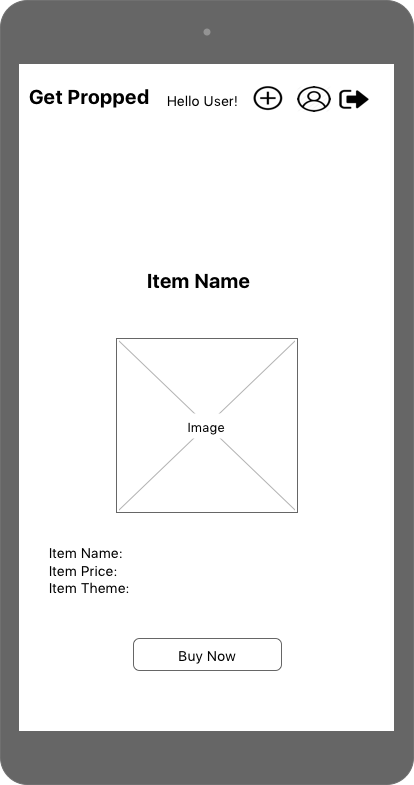 Get Propped Hello User!
Item Name
Image
Item Name:
Item Price:
Item Theme:
Buy Now